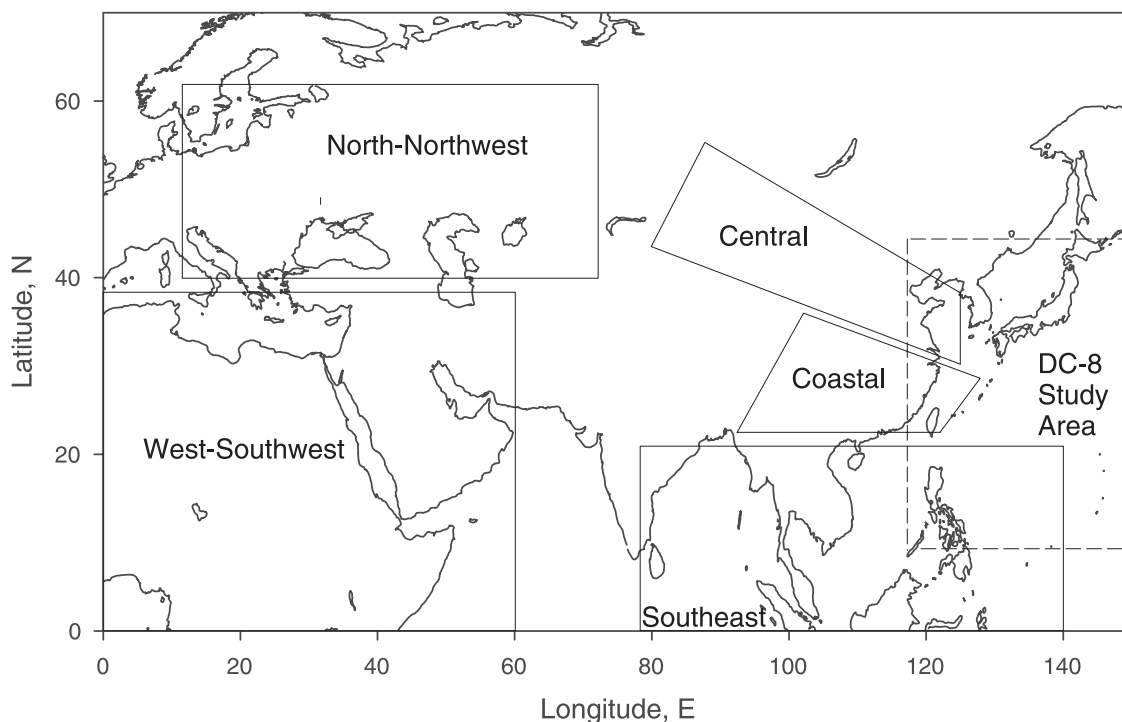 60
40
20
0
Latitude, N
North-Northwest
Central
Coastal
DC-8
Study
Area
West-Southwest
Southeast
0
20
40
60
80
100
120
140
Longitude, E